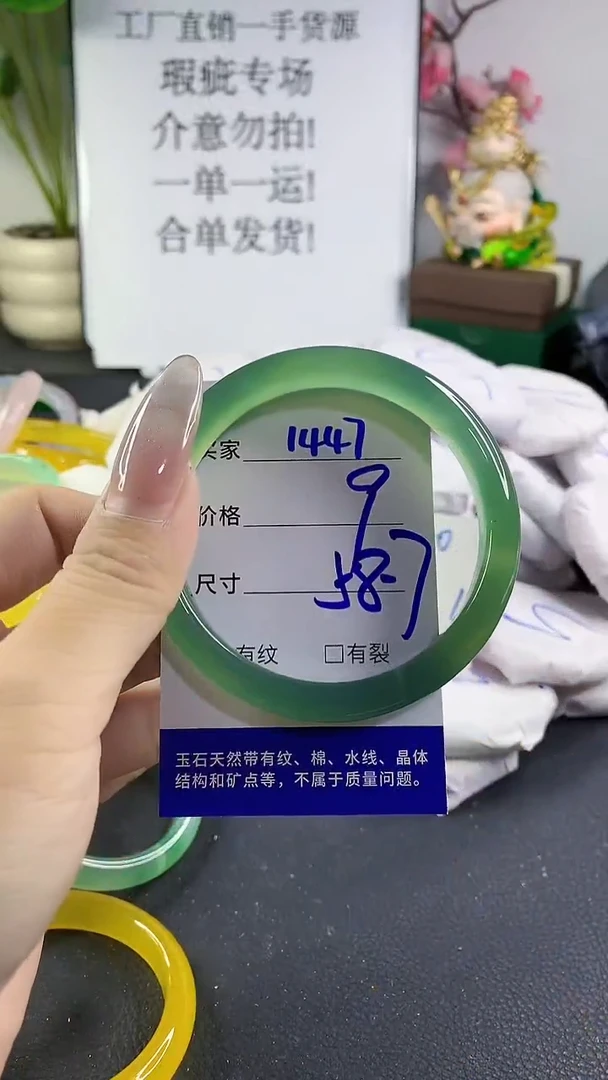 工厂直销一手货源
瑕疵专场
介意勿拍!
一单一运!
合单发货!
买家 1447
价格 9
尺寸 58.7
有纹 □有裂
玉石天然带有纹、棉、水线、晶体
结构和矿点等，不属于质量问题。